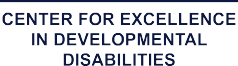 CENTER FOR EXCELLENCE
IN DEVELOPMENTAL
DISABILITIES